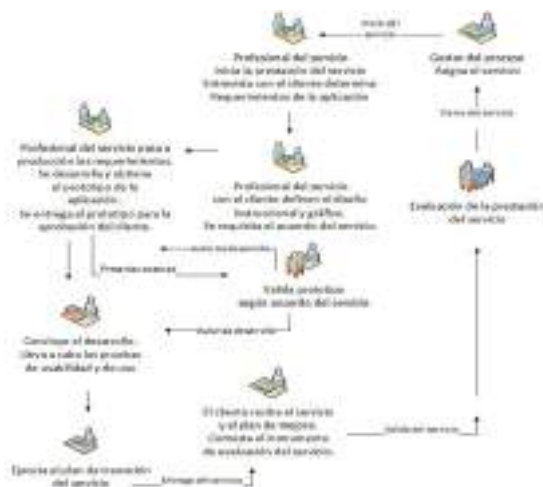 Inicio del
servicio
Profesional del servicio
Inicia la prestación del servicio
Entrevista con el cliente determina
Requerimientos de la aplicación
Gestor del proceso
Asigna el servicio
Cierre del servicio
Profesional del servicio pasa a
producción los requerimientos.
Se desarrolla y obtiene
el prototipo de la
aplicación.
Se entrega el prototipo para la
aprobación del cliente.
Profesional del servicio
con el cliente definen el diseño
instruccional y gráfico.
Se requisita el acuerdo del servicio.
Evaluación de la prestación
del servicio
Presenta avances
Valida prototipo
según acuerdo del servicio
Concluye el desarrollo.
Lleva a cabo las pruebas
de usabilidad y de uso.
El cliente recibe el servicio
y el plan de mejora.
Contesta el instrumento
de evaluación del servicio.
servicio
Ejecuta el plan de transición
del servicio
Entrega del servicio